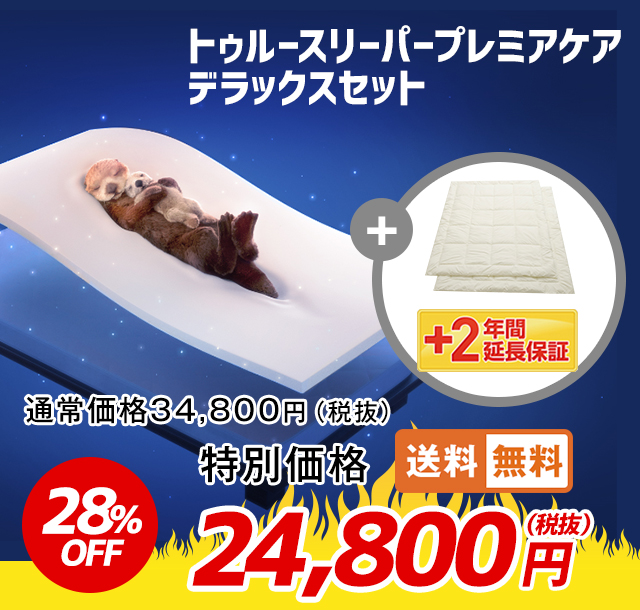 トゥルースリーパープレミアケア
デラックスセット
+
+2年間
延長保証
通常価格34,800円(税抜)
特別価格
送料 無料
28%
OFF
24,800円(税抜)